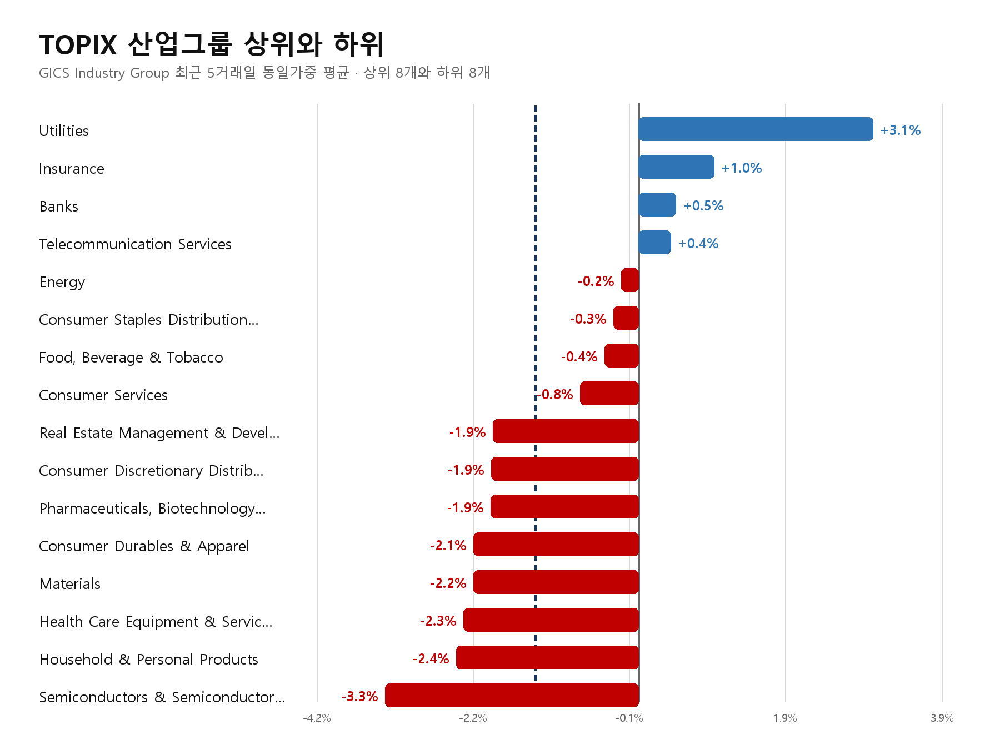 TOPIX 산업그룹 상위와 하위
GICS Industry Group 최근 5거래일 동일가중 평균 · 상위 8개와 하위 8개
Utilities +3.1%
Insurance +1.0%
Banks +0.5%
Telecommunication Services +0.4%
Energy -0.2%
Consumer Staples Distribution... -0.3%
Food, Beverage & Tobacco -0.4%
Consumer Services -0.8%
Real Estate Management & Devel... -1.9%
Consumer Discretionary Distrib... -1.9%
Pharmaceuticals, Biotechnology... -1.9%
Consumer Durables & Apparel -2.1%
Materials -2.2%
Health Care Equipment & Servic... -2.3%
Household & Personal Products -2.4%
Semiconductors & Semiconductor... -3.3%
-4.2% -2.2% -0.1% 1.9% 3.9%